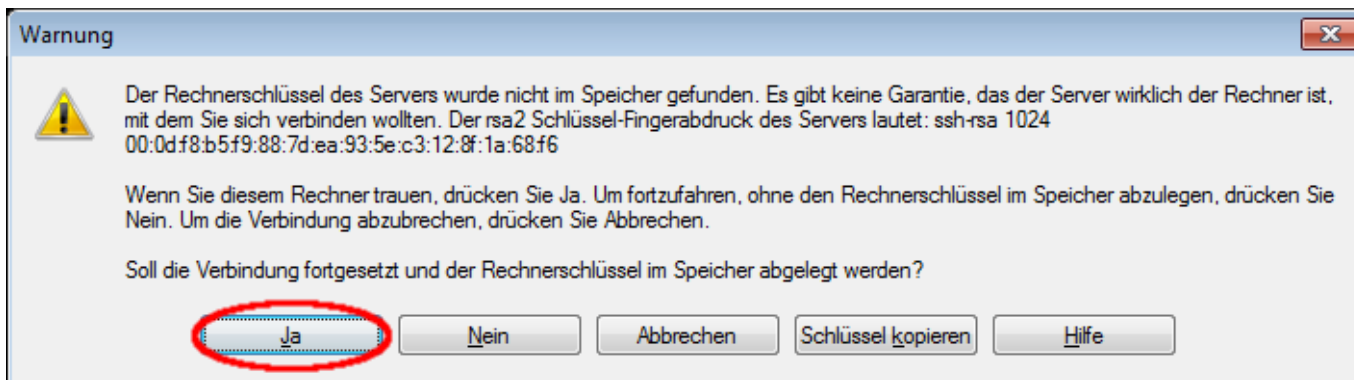 Warnung
Der Rechnerschlüssel des Servers wurde nicht im Speicher gefunden. Es gibt keine Garantie, das der Server wirklich der Rechner ist,
mit dem Sie sich verbinden wollten. Der rsa2 Schlüssel-Fingerabdruck des Servers lautet: ssh-rsa 1024
00:0d:f8:b5:f9:88:7d:ea:93:5e:c3:12:8f:1a:68:f6
Wenn Sie diesem Rechner trauen, drücken Sie Ja. Um fortzufahren, ohne den Rechnerschlüssel im Speicher abzulegen, drücken Sie
Nein. Um die Verbindung abzubrechen, drücken Sie Abbrechen.
Soll die Verbindung fortgesetzt und der Rechnerschlüssel im Speicher abgelegt werden?
Ja Nein Abbrechen Schlüssel kopieren Hilfe